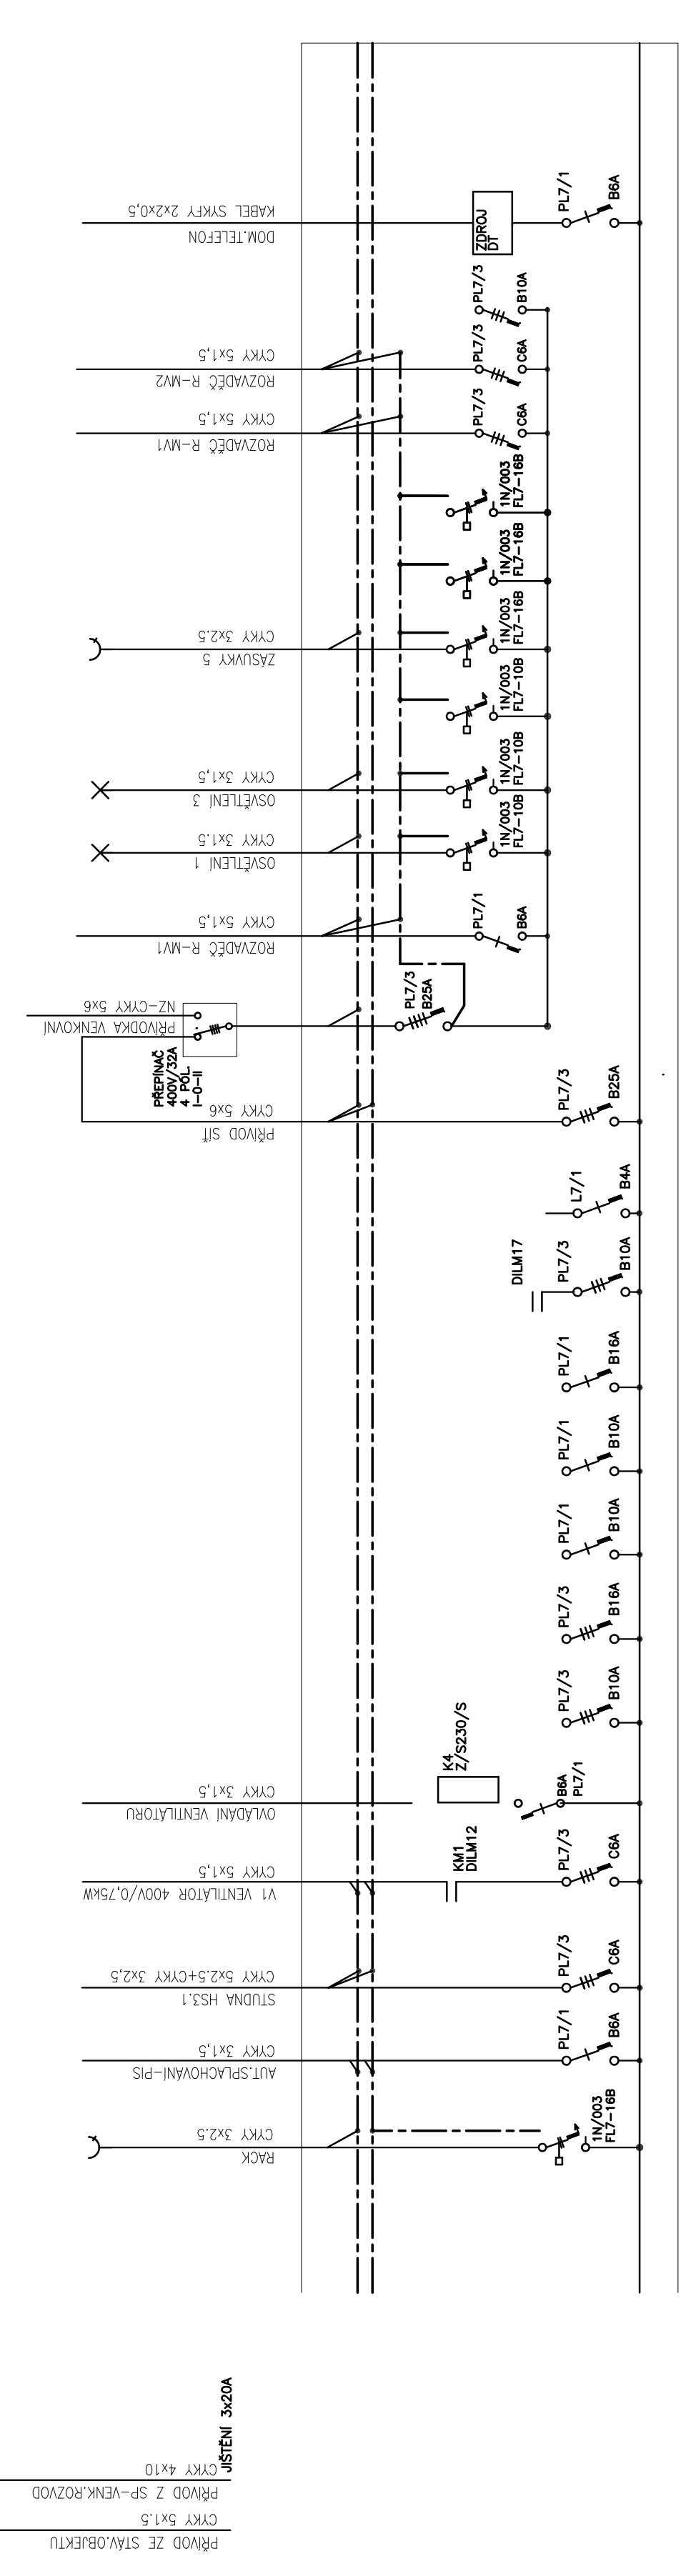 KABEL SYKFY 2x2x0,5
DOM.TELEFON
ZDROJ
DT
PL7/1
B6A
PL7/3
B10A
CYKY 5x1,5
ROZVADĚČ R-MV2
PL7/3
C6A
CYKY 5x1,5
ROZVADĚČ R-MV1
PL7/3
C6A
1N/003
FL7-16B
1N/003
FL7-16B
CYKY 3x2.5
ZÁSUVKY 5
1N/003
FL7-16B
1N/003
FL7-10B
CYKY 3x1,5
OSVĚTLENÍ 3
1N/003
FL7-10B
CYKY 3x1.5
OSVĚTLENÍ 1
1N/003
FL7-10B
CYKY 5x1,5
ROZVADĚČ R-MV1
PL7/1
B6A
NZ-CYKY 5x6
PŘÍVODKA VENKOVNÍ
PŘEPÍNAČ
400V/32A
4 PÓL.
I-O-II
PL7/3
B25A
CYKY 5x6
PŘÍVOD SÍŤ
PL7/3
B25A
L7/1
B4A
DILM17
PL7/3
B10A
PL7/1
B16A
PL7/1
B10A
PL7/1
B10A
PL7/3
B16A
PL7/3
B10A
K4
Z/S230/S
CYKY 3x1,5
OVLÁDÁNÍ VENTILÁTORU
B6A
PL7/1
KM1
DILM12
CYKY 5x1,5
V1 VENTILÁTOR 400V/0,75kW
PL7/3
C6A
CYKY 5x2.5+CYKY 3x2,5
STUDNA HS3.1
PL7/3
C6A
CYKY 3x1,5
AUT.SPLACHOVÁNÍ-PIS
PL7/1
B6A
CYKY 3x2.5
RACK
1N/003
FL7-16B
JIŠTĚNÍ 3x20A
CYKY 4x10
PŘÍVOD Z SP-VENK.ROZVOD
CYKY 5x1.5
PŘÍVOD ZE STÁV.OBJEKTU